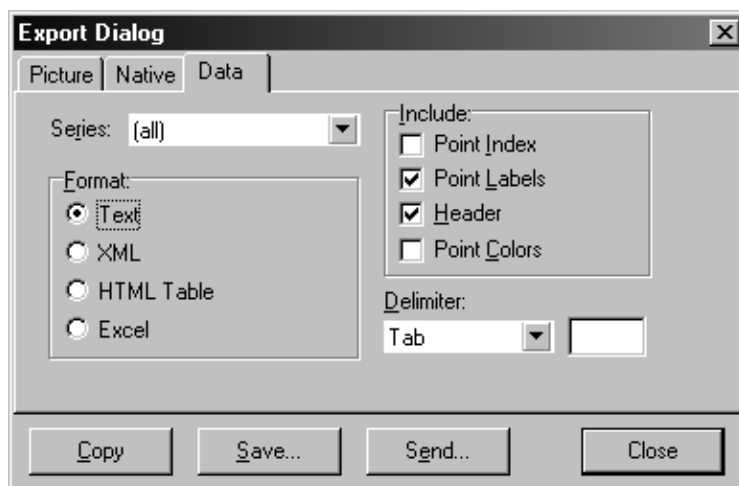 Export Dialog
Picture
Native
Data
Series:
(all)
Format:
Text
XML
HTML Table
Excel
Include:
Point Index
Point Labels
Header
Point Colors
Delimiter:
Tab
Copy
Save...
Send...
Close